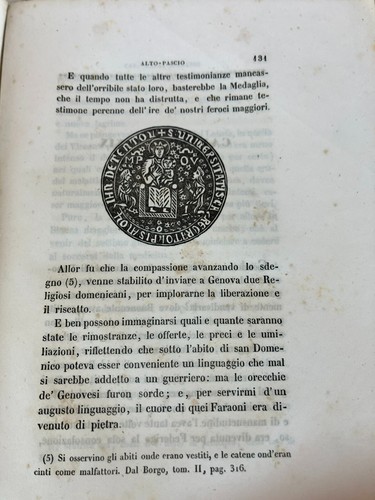 ALTO-PASCIO 131
E quando tutte le altre testimonianze mancas-
sero dell'orribile stato loro, basterebbe la Medaglia,
che il tempo non ha distrutta, e che rimane te-
stimone perenne dell'ire de' nostri feroci maggiori.
Allor fu che la compassione avanzando lo sde-
gno (5), venne stabilito d'inviare a Genova due Re-
ligiosi domenicani, per implorarne la liberazione e
il riscatto.
E ben possono immaginarsi quali e quante saranno
state le rimostranze, le offerte, le preci e le umi-
liazioni, riflettendo che sotto l'abito di san Do-
menico poteva esser conveniente un linguaggio che mal
si sarebbe addetto a un guerriero: ma le orecchie
de' Genovesi furon sorde; e, per servirmi d'un
augusto linguaggio, il cuore di quei Faraoni era di-
venuto di pietra.
(5) Si osservino gli abiti onde erano vestiti, e le catene ond'eran
cinti come malfattori. Dal Borgo, tom. II, pag. 316.